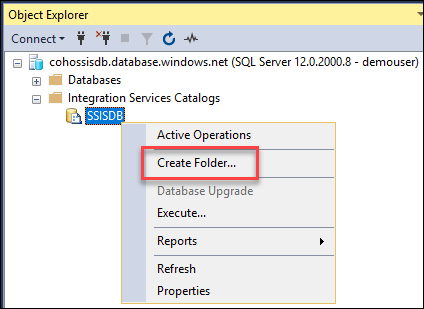 Object Explorer
Connect
cohossisdb.database.windows.net (SQL Server 12.0.2000.8 - demouser)
Databases
Integration Services Catalogs
SSISDB
Active Operations
Create Folder...
Database Upgrade
Execute...
Reports
Refresh
Properties